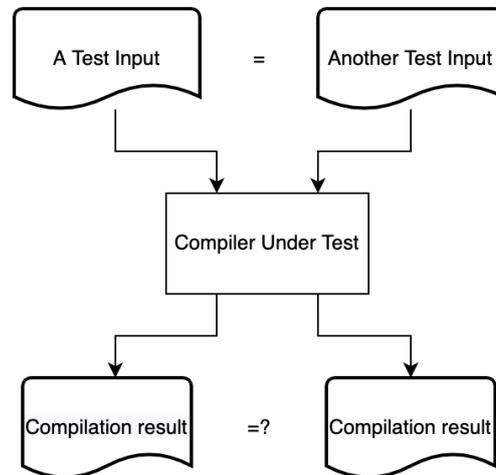 A Test Input
=
Another Test Input
Compiler Under Test
Compilation result
=?
Compilation result